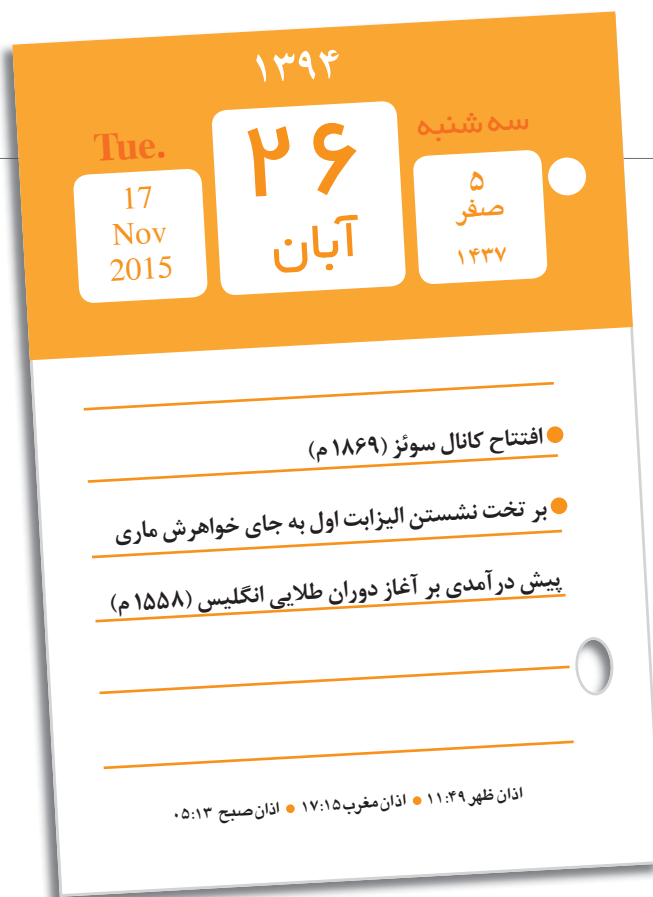 ۱۳۹۴
سه شنبه
۲۶
آبان
۵
صفر
۱۴۳۷
Tue.
17
Nov
2015
افتتاح کانال سوئز (۱۸۶۹ م)
بر تخت نشستن الیزابت اول به جای خواهرش ماری
پیش درآمدی بر آغاز دوران طلایی انگلیس (۱۵۵۸ م)
اذان ظهر ۱۱:۴۹ ● اذان مغرب ۱۷:۱۵ ● اذان صبح ۰۵:۱۳